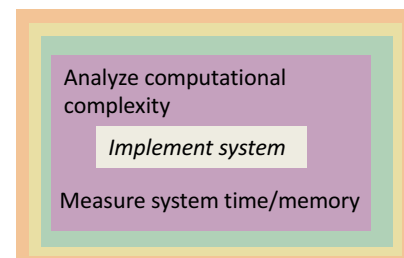 Analyze computational
complexity
Implement system
Measure system time/memory